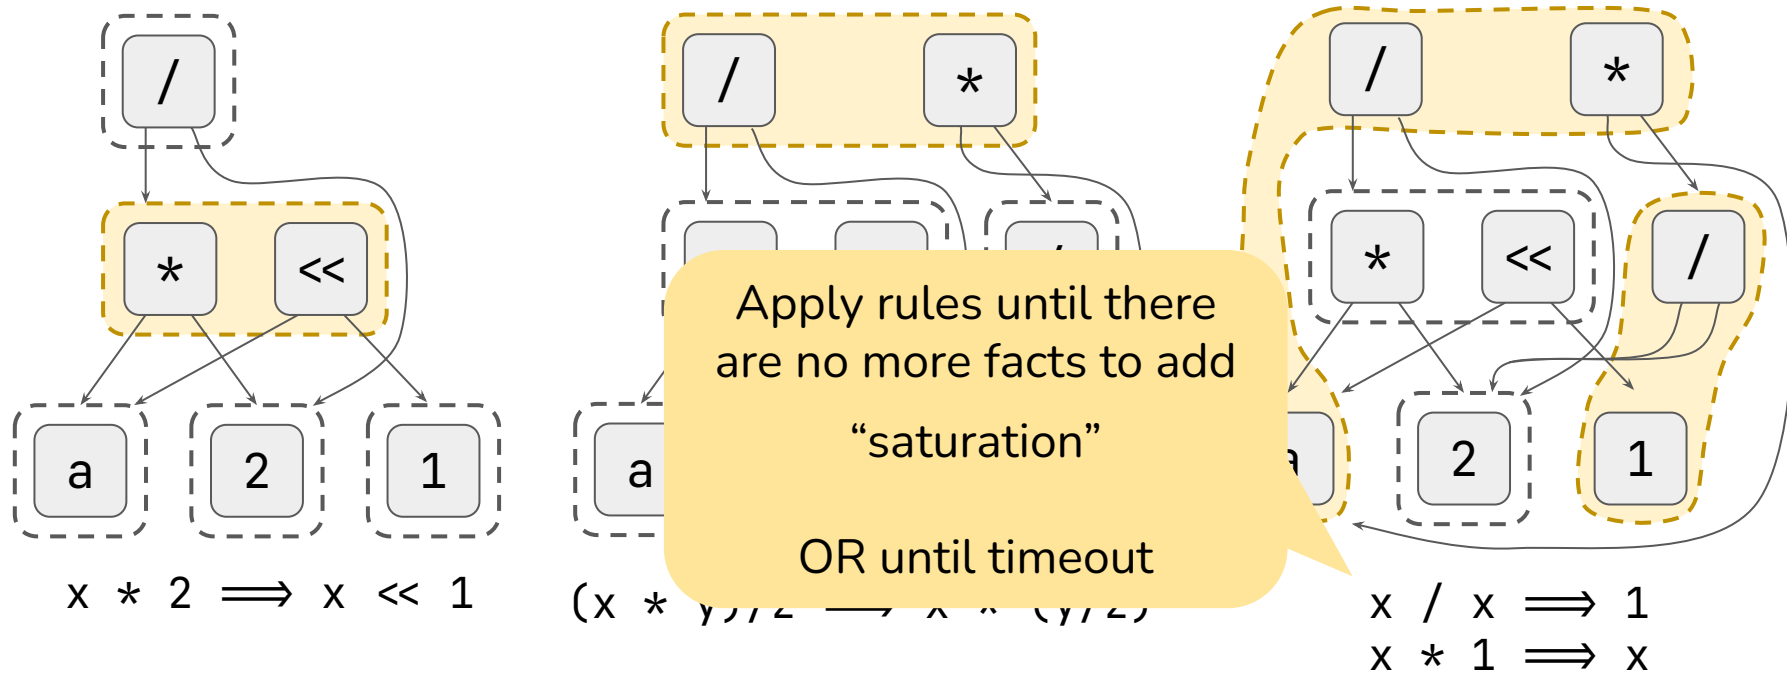 /
* <<
a 2 1
x * 2 ⟹ x << 1
/ *
a
(x * y)/z ⟹ x * (y/z)
Apply rules until there
are no more facts to add
“saturation”
OR until timeout
/ *
* << /
a 2 1
x / x ⟹ 1
x * 1 ⟹ x